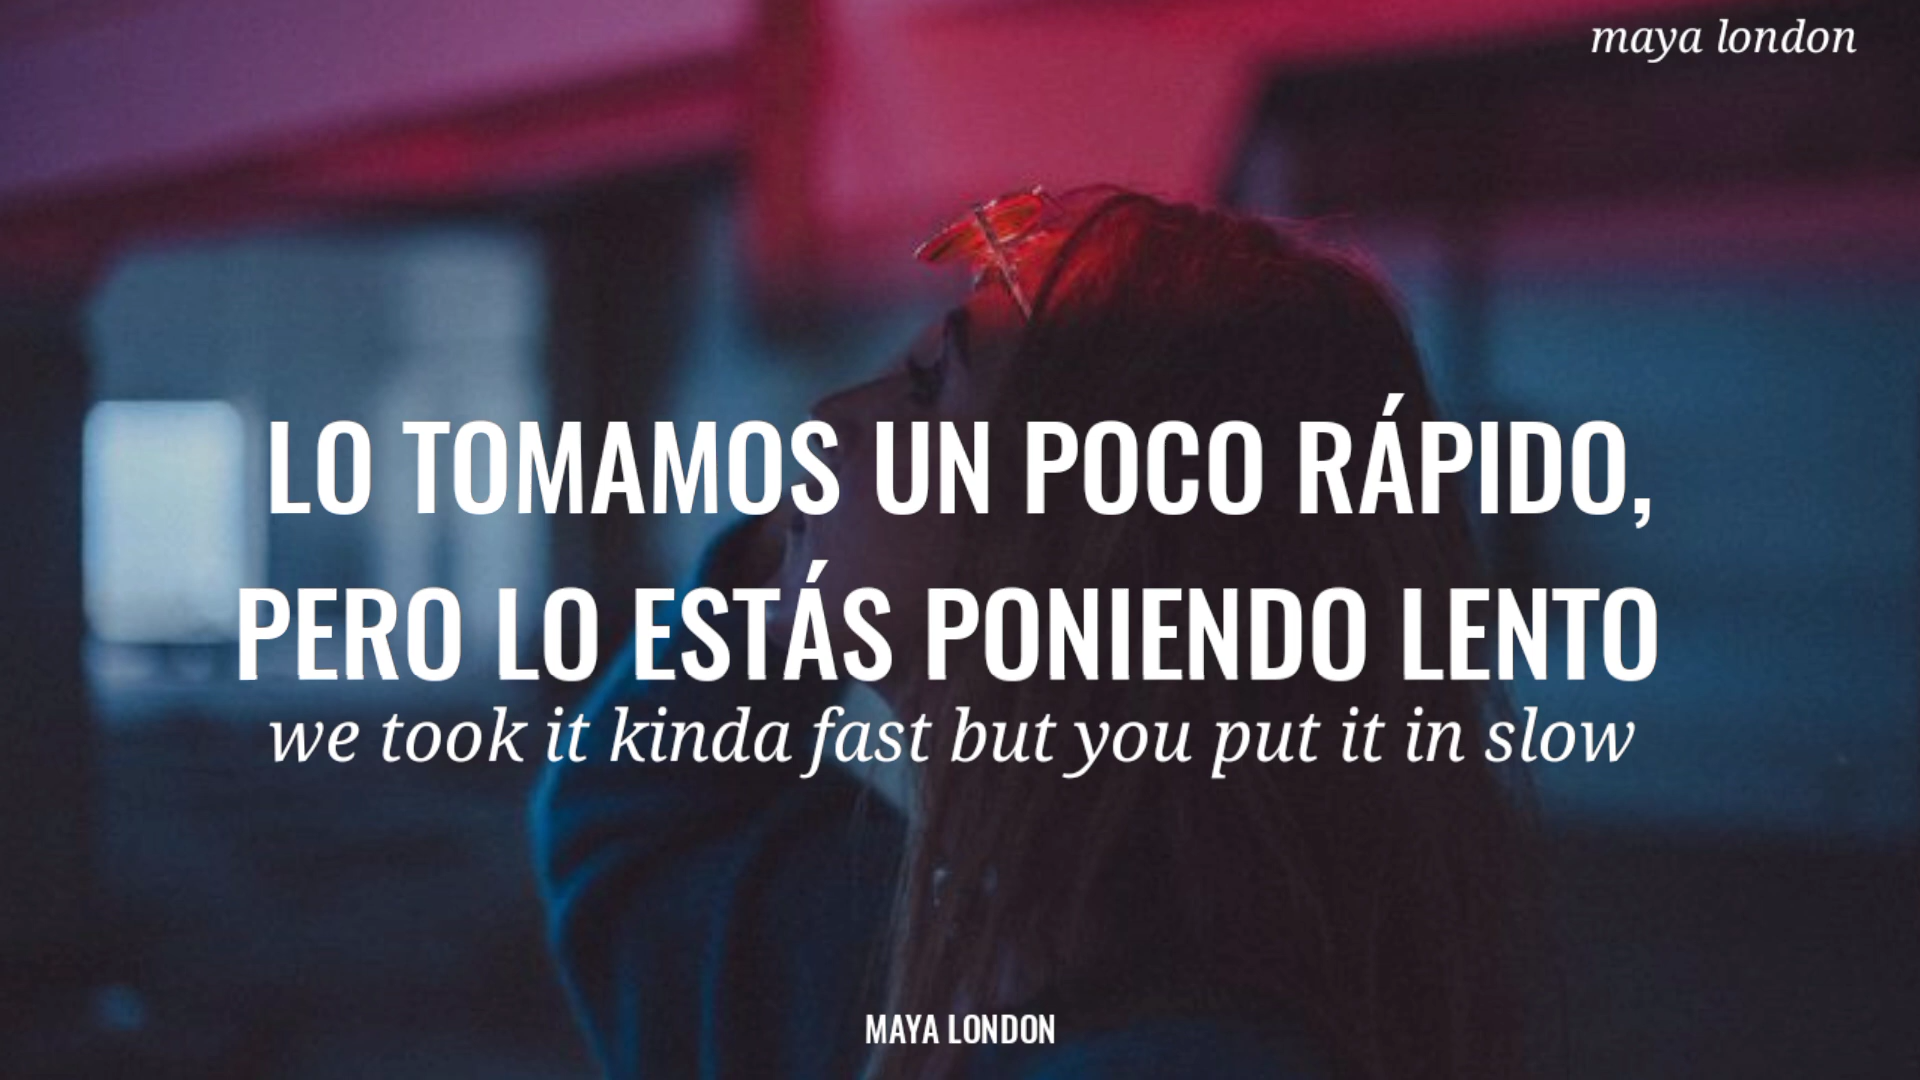 maya london
LO TOMAMOS UN POCO RÁPIDO,
PERO LO ESTÁS PONIENDO LENTO
we took it kinda fast but you put it in slow
MAYA LONDON